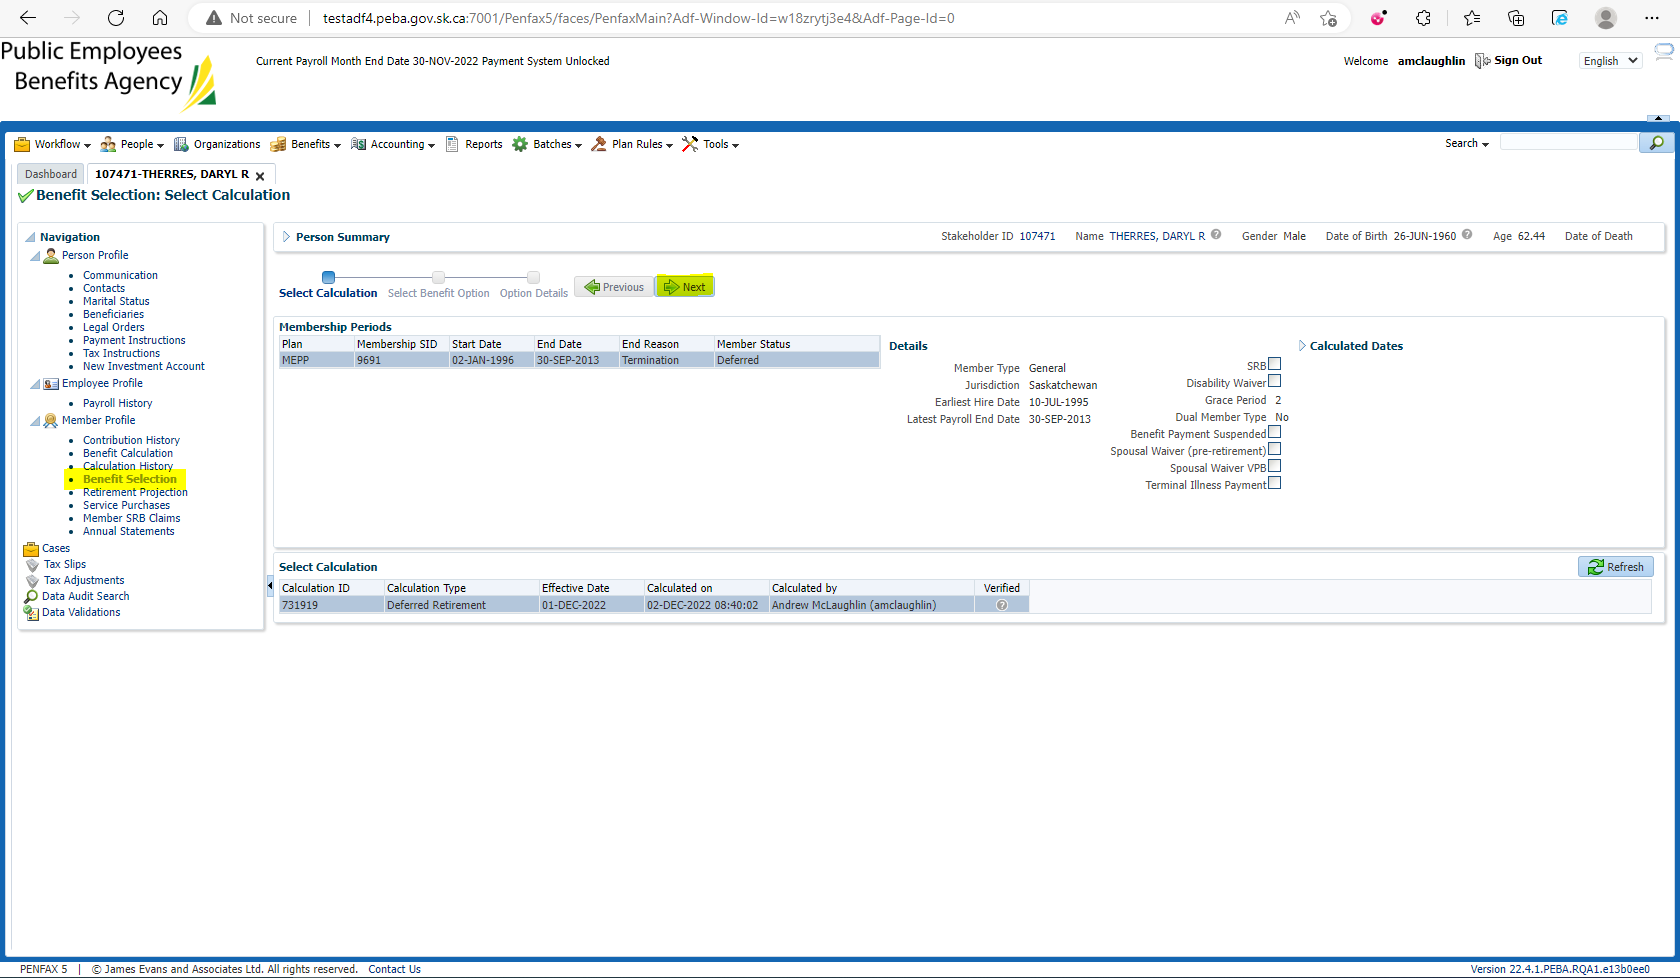 Not secure | testadf4.peba.gov.sk.ca:7001/Penfax5/faces/PenfaxMain?Adf-Window-Id=w18zrytj3e4&Adf-Page-Id=0
Public Employees
Benefits Agency
Current Payroll Month End Date 30-NOV-2022 Payment System Unlocked
Welcome amclaughlin Sign Out English
Workflow People Organizations Benefits Accounting Reports Batches Plan Rules Tools Search
Dashboard 107471-THERRES, DARYL R
Benefit Selection: Select Calculation
Navigation
Person Profile
Communication
Contacts
Marital Status
Beneficiaries
Legal Orders
Payment Instructions
Tax Instructions
New Investment Account
Employee Profile
Payroll History
Member Profile
Contribution History
Benefit Calculation
Calculation History
Benefit Selection
Retirement Projection
Service Purchases
Member SRB Claims
Annual Statements
Cases
Tax Slips
Tax Adjustments
Data Audit Search
Data Validations
Person Summary Stakeholder ID 107471 Name THERRES, DARYL R Gender Male Date of Birth 26-JUN-1960 Age 62.44 Date of Death
Select Calculation Select Benefit Option Option Details Previous Next
Membership Periods
Plan Membership SID Start Date End Date End Reason Member Status
MEPP 9691 02-JAN-1996 30-SEP-2013 Termination Deferred
Details
Member Type General
Jurisdiction Saskatchewan
Earliest Hire Date 10-JUL-1995
Latest Payroll End Date 30-SEP-2013
SRB
Disability Waiver
Grace Period 2
Dual Member Type No
Benefit Payment Suspended
Spousal Waiver (pre-retirement)
Spousal Waiver VPB
Terminal Illness Payment
Calculated Dates
Select Calculation Refresh
Calculation ID Calculation Type Effective Date Calculated on Calculated by Verified
731919 Deferred Retirement 01-DEC-2022 02-DEC-2022 08:40:02 Andrew McLaughlin (amclaughlin)
PENFAX 5 | © James Evans and Associates Ltd. All rights reserved. Contact Us Version 22.4.1.PEBA.RQA1.e13b0ee0